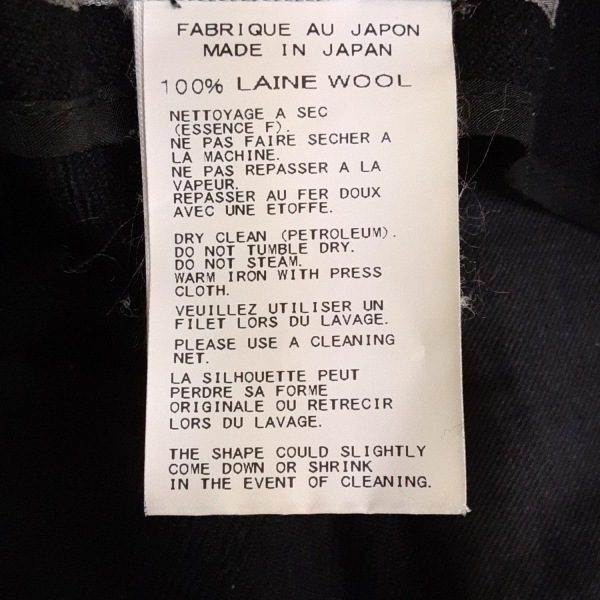 FABRIQUE AU JAPON
MADE IN JAPAN
100% LAINE WOOL
NETTOYAGE A SEC
(ESSENCE F).
NE PAS FAIRE SECHER A
LA MACHINE.
NE PAS REPASSER A LA
VAPEUR.
REPASSER AU FER DOUX
AVEC UNE ETOFFE.
DRY CLEAN (PETROLEUM).
DO NOT TUMBLE DRY.
DO NOT STEAM.
WARM IRON WITH PRESS
CLOTH.
VEUILLEZ UTILISER UN
FILET LORS DU LAVAGE.
PLEASE USE A CLEANING
NET.
LA SILHOUETTE PEUT
PERDRE SA FORME
ORIGINALE OU RETRECIR
LORS DU LAVAGE.
THE SHAPE COULD SLIGHTLY
COME DOWN OR SHRINK
IN THE EVENT OF CLEANING.